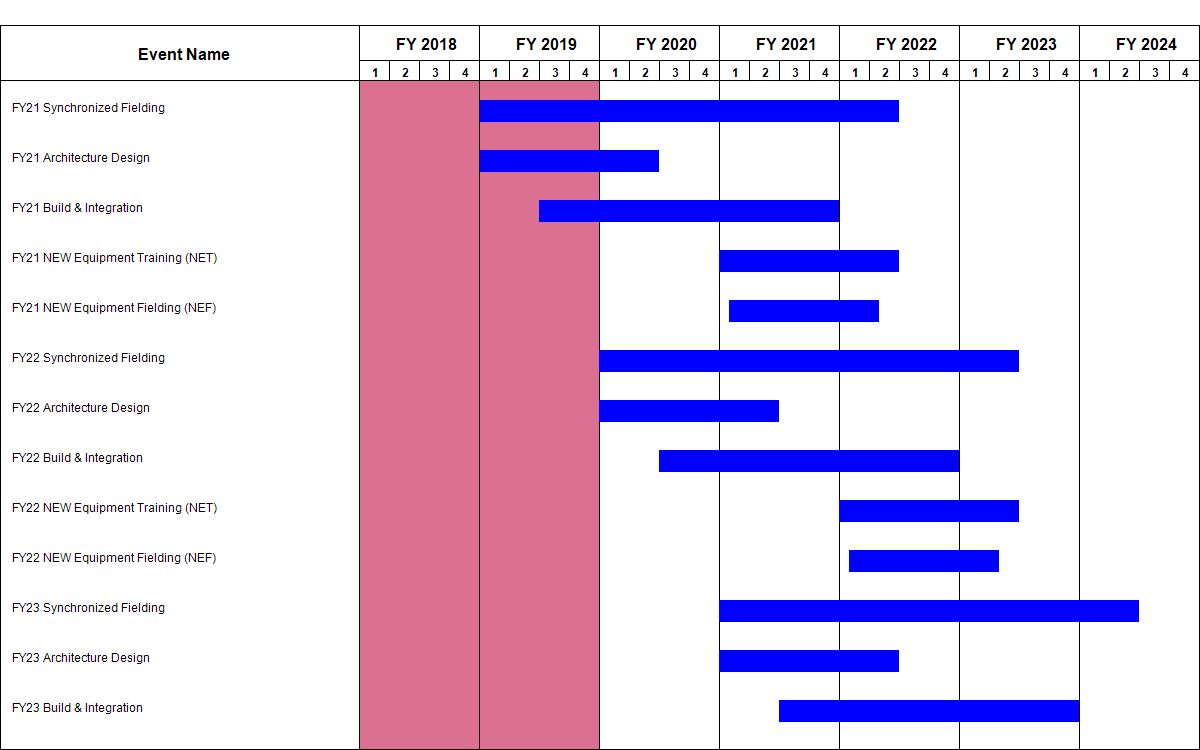 Event Name
FY 2018 FY 2019 FY 2020 FY 2021 FY 2022 FY 2023 FY 2024
1 2 3 4 1 2 3 4 1 2 3 4 1 2 3 4 1 2 3 4 1 2 3 4 1 2 3 4
FY21 Synchronized Fielding
FY21 Architecture Design
FY21 Build & Integration
FY21 NEW Equipment Training (NET)
FY21 NEW Equipment Fielding (NEF)
FY22 Synchronized Fielding
FY22 Architecture Design
FY22 Build & Integration
FY22 NEW Equipment Training (NET)
FY22 NEW Equipment Fielding (NEF)
FY23 Synchronized Fielding
FY23 Architecture Design
FY23 Build & Integration